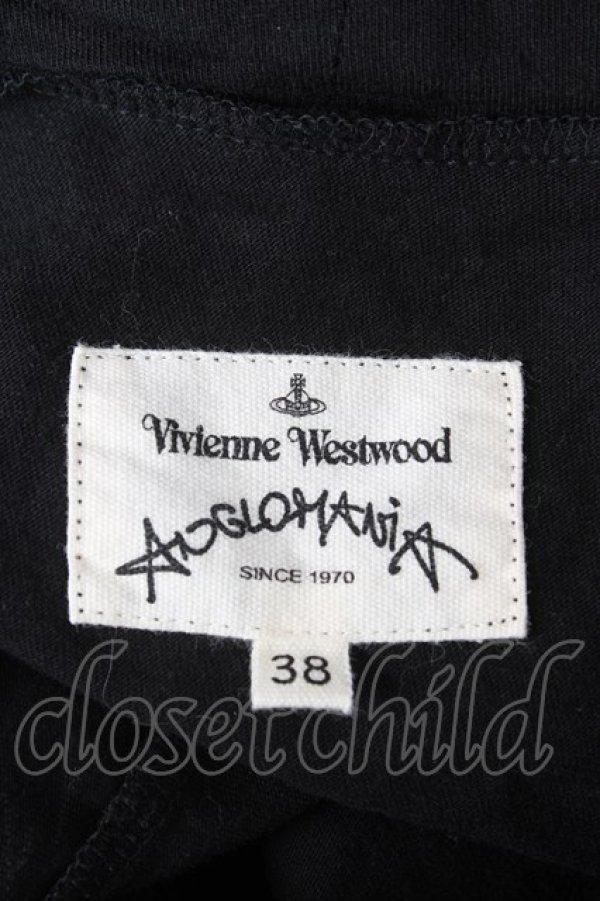 Vivienne Westwood
ANGLOMANIA
SINCE 1970
38
closetchild